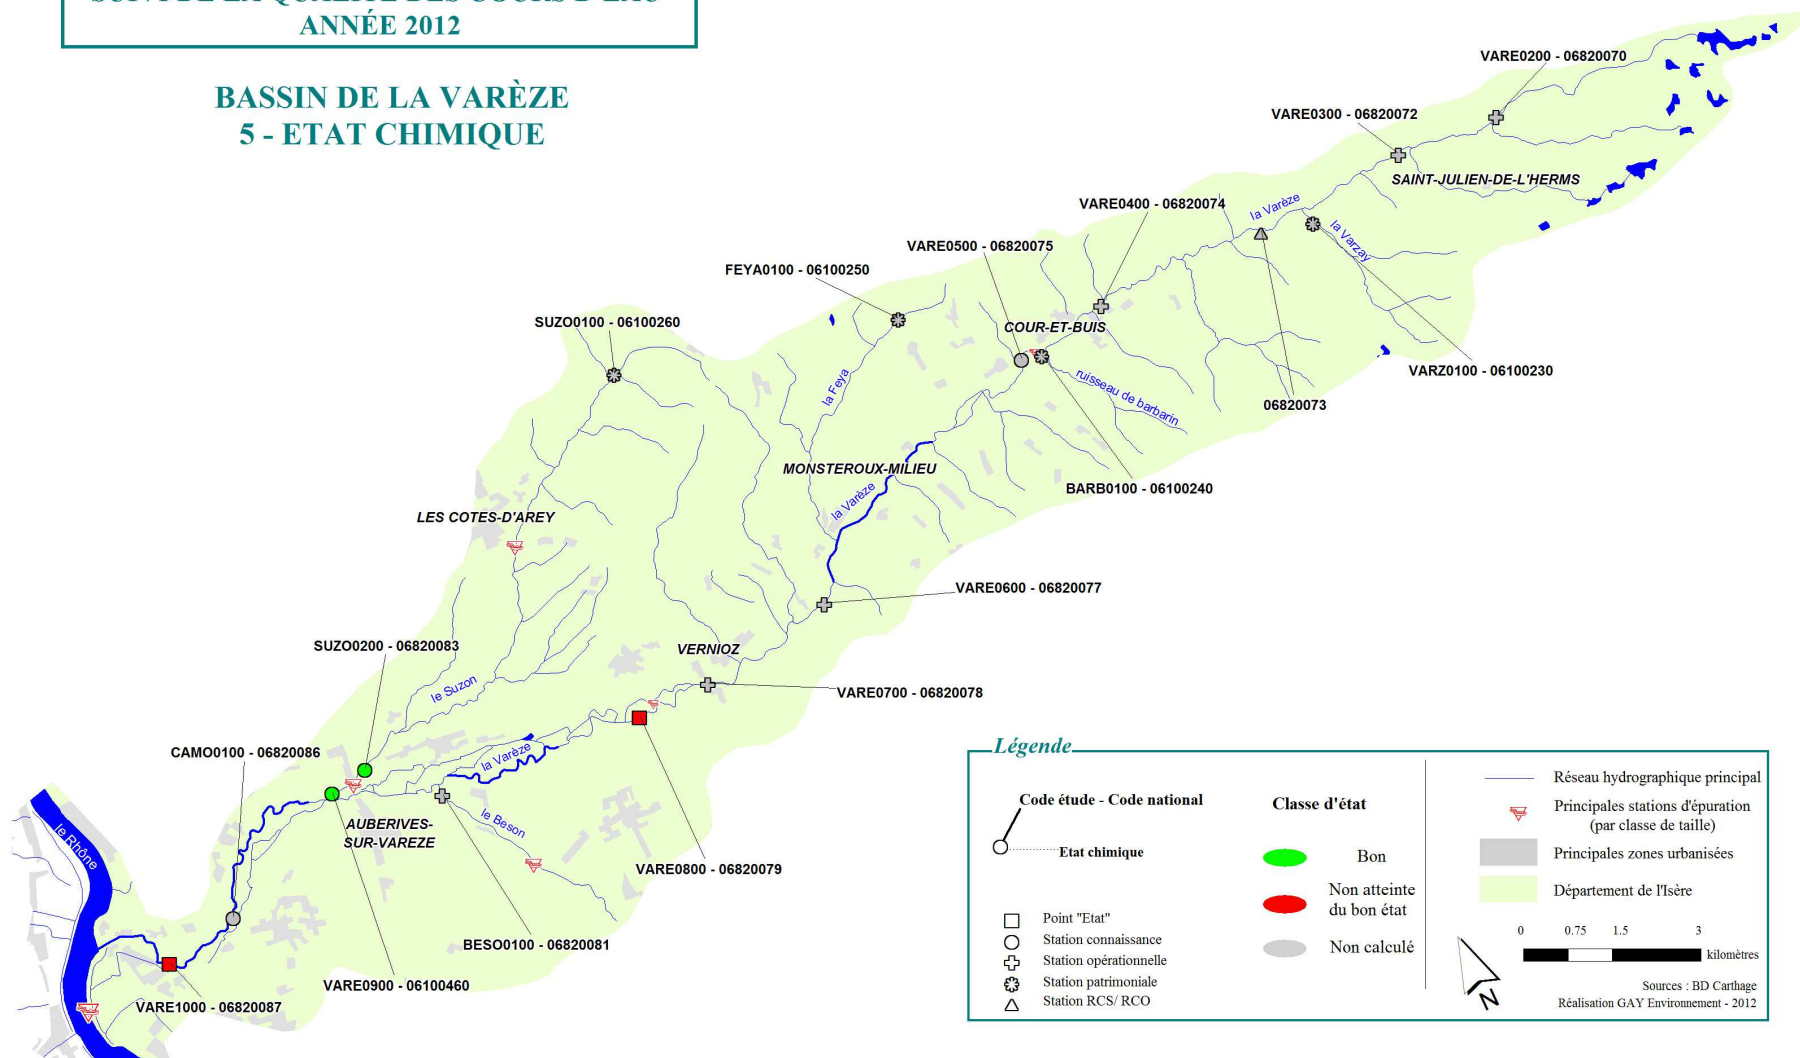 ANNÉE 2012
BASSIN DE LA VARÈZE
5 - ETAT CHIMIQUE
VARE0200 - 06820070
VARE0300 - 06820072
SAINT-JULIEN-DE-L'HERMS
VARE0400 - 06820074
la Varèze
la Varzay
VARE0500 - 06820075
FEYA0100 - 06100250
SUZO0100 - 06100260
COUR-ET-BUIS
VARZ0100 - 06100230
ruisseau de barbarin
06820073
la Feya
MONSTEROUX-MILIEU
BARB0100 - 06100240
la Varèze
LES COTES-D'AREY
VARE0600 - 06820077
SUZO0200 - 06820083
VERNIOZ
le Suzon
VARE0700 - 06820078
CAMO0100 - 06820086
la Varèze
le Beson
AUBERIVES-
SUR-VAREZE
le Rhône
VARE0800 - 06820079
BESO0100 - 06820081
VARE0900 - 06100460
VARE1000 - 06820087
Légende
Code étude - Code national
Etat chimique
Point "Etat"
Station connaissance
Station opérationnelle
Station patrimoniale
Station RCS/ RCO
Classe d'état
Bon
Non atteinte
du bon état
Non calculé
Réseau hydrographique principal
Principales stations d'épuration
(par classe de taille)
Principales zones urbanisées
Département de l'Isère
0 0.75 1.5 3
kilomètres
N
Sources : BD Carthage
Réalisation GAY Environnement - 2012